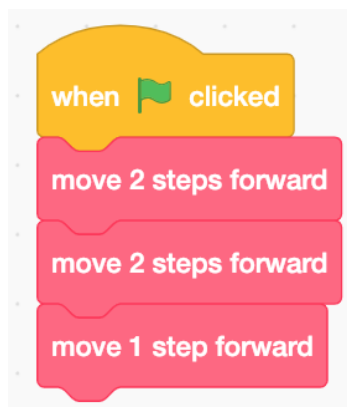 when clicked
move 2 steps forward
move 2 steps forward
move 1 step forward